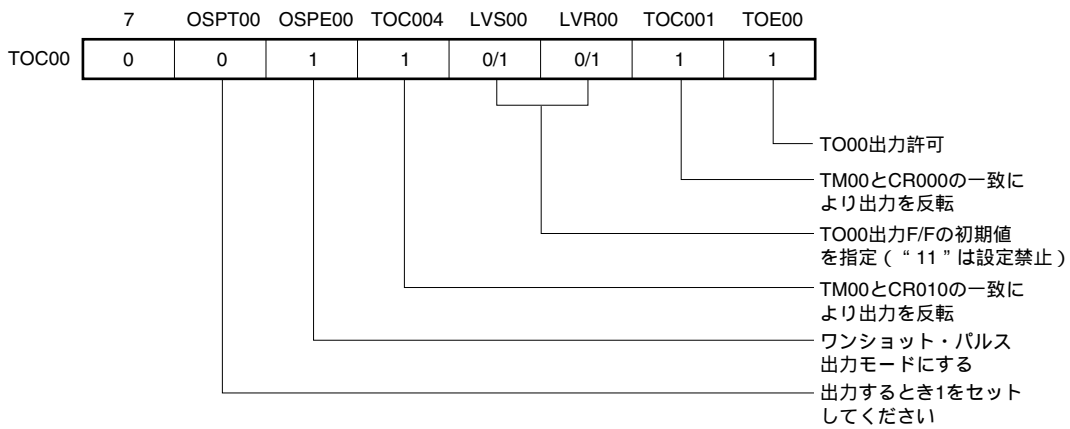 7 OSPT00 OSPE00 TOC004 LVS00 LVR00 TOC001 TOE00
TOC00 0 0 1 1 0/1 0/1 1 1
TO00出力許可
TM00とCR000の一致に
より出力を反転
TO00出力F/Fの初期値
を指定(“11”は設定禁止)
TM00とCR010の一致に
より出力を反転
ワンショット・パルス
出力モードにする
出力するとき1をセット
してください